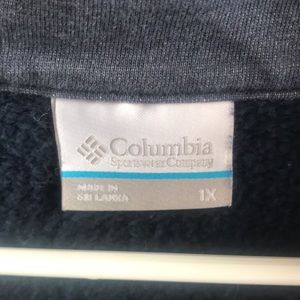 Columbia
Sportswear Company
MADE IN
SRI LANKA
1X